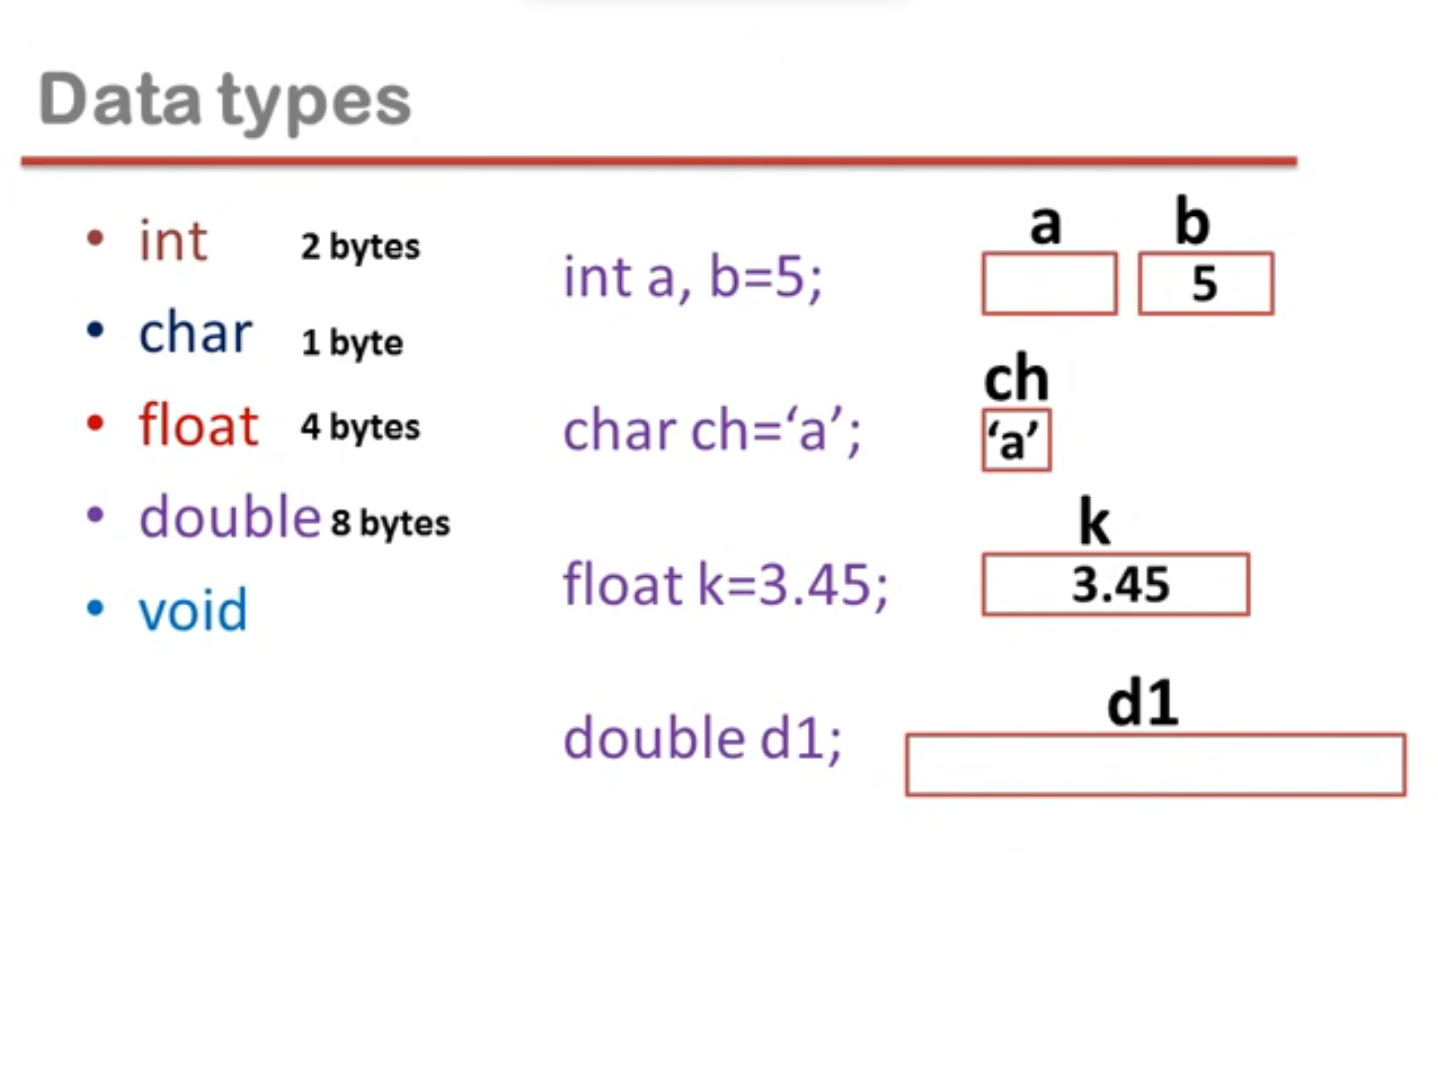 Data types
• int 2 bytes
• char 1 byte
• float 4 bytes
• double 8 bytes
• void
int a, b=5;
a b
5
char ch=‘a’;
ch
‘a’
float k=3.45;
k
3.45
double d1;
d1